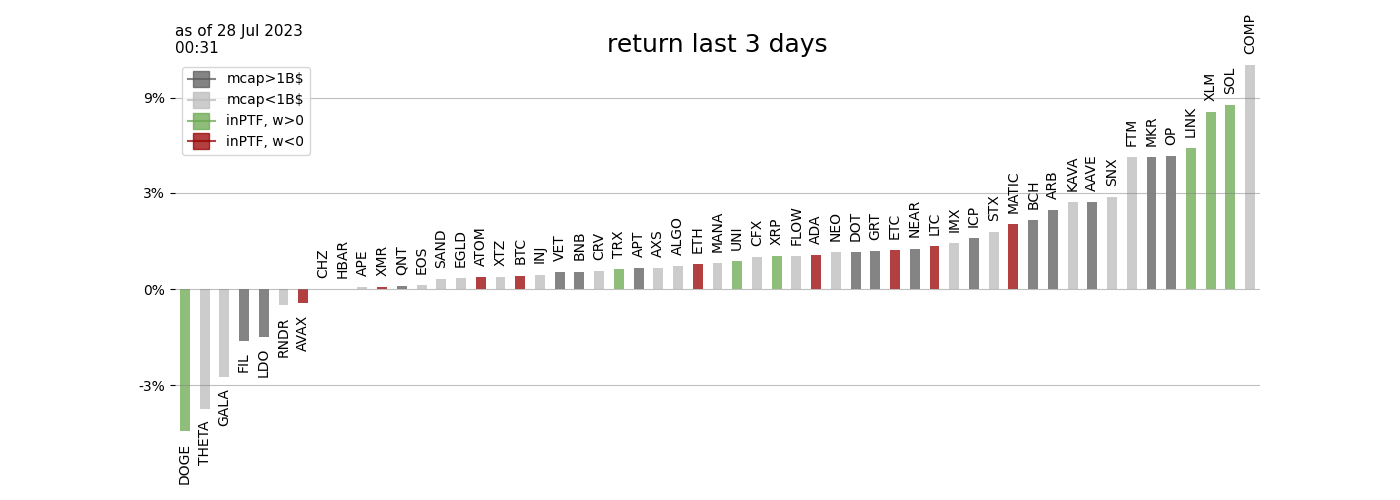 as of 28 Jul 2023
00:31
return last 3 days
mcap>1B$
mcap<1B$
inPTF, w>0
inPTF, w<0
9%
3%
0%
-3%
DOGE
THETA
GALA
FIL
LDO
RNDR
AVAX
CHZ
HBAR
APE
XMR
QNT
EOS
SAND
EGLD
ATOM
XTZ
BTC
INJ
VET
BNB
CRV
TRX
APT
AXS
ALGO
ETH
MANA
UNI
CFX
XRP
FLOW
ADA
NEO
DOT
GRT
ETC
NEAR
LTC
IMX
ICP
STX
MATIC
BCH
ARB
KAVA
AAVE
SNX
FTM
MKR
OP
LINK
XLM
SOL
COMP